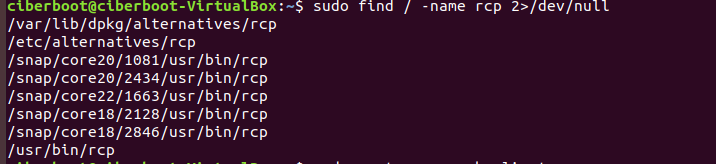 ciberboot@ciberboot-VirtualBox:~$ sudo find / -name rcp 2>/dev/null
/var/lib/dpkg/alternatives/rcp
/etc/alternatives/rcp
/snap/core20/1081/usr/bin/rcp
/snap/core20/2434/usr/bin/rcp
/snap/core22/1663/usr/bin/rcp
/snap/core18/2128/usr/bin/rcp
/snap/core18/2846/usr/bin/rcp
/usr/bin/rcp